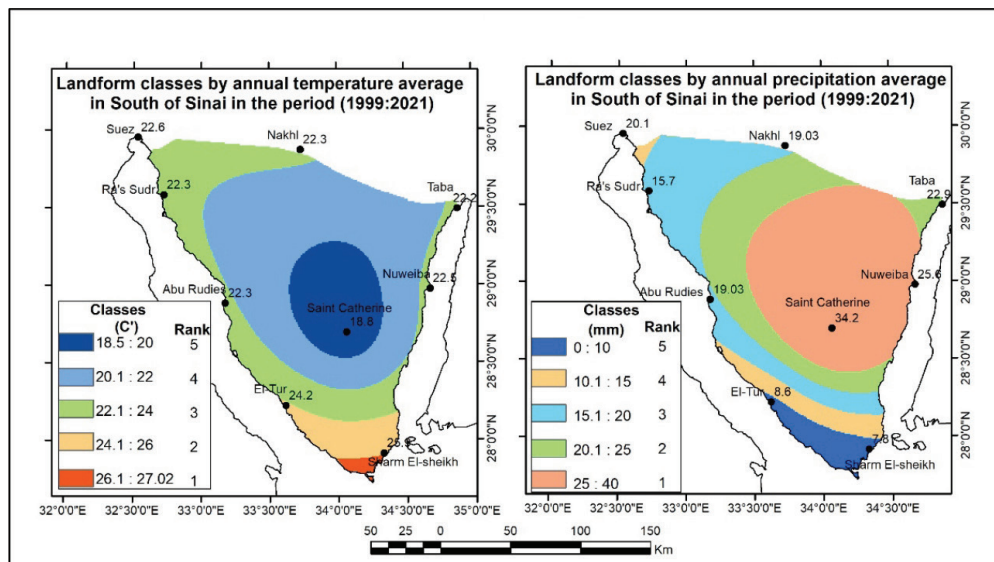 Landform classes by annual temperature average
in South of Sinai in the period (1999:2021)
Suez 22.6
Nakhl
22.3
Ra's Sudr
22.3
Taba
22.2
30°0'0"N
29°30'0"N
29°0'0"N
28°30'0"N
28°0'0"N
Nuweiba
22.5
Abu Rudies
22.3
Saint Catherine
18.8
El-Tur
24.2
25.9
Sharm El-sheikh
Classes
(C') Rank
18.5 : 20 5
20.1 : 22 4
22.1 : 24 3
24.1 : 26 2
26.1 : 27.02 1
32°0'0"E 32°30'0"E 33°0'0"E 33°30'0"E 34°0'0"E 34°30'0"E 35°0'0"E
Landform classes by annual precipitation average
in South of Sinai in the period (1999:2021)
Suez
20.1
Nakhl
19.03
Ra's Sudr
15.7
Taba
22.9
30°0'0"N
29°30'0"N
29°0'0"N
28°30'0"N
28°0'0"N
Nuweiba
Abu Rudies
19.03
Saint Catherine
34.2
El-Tur
8.6
7.8
Sharm El-sheikh
Classes
(mm) Rank
0 : 10 5
10.1 : 15 4
15.1 : 20 3
20.1 : 25 2
25 : 40 1
32°0'0"E 32°30'0"E 33°0'0"E 33°30'0"E 34°0'0"E 34°30'0"E
50 25 0 50 100 150
Km